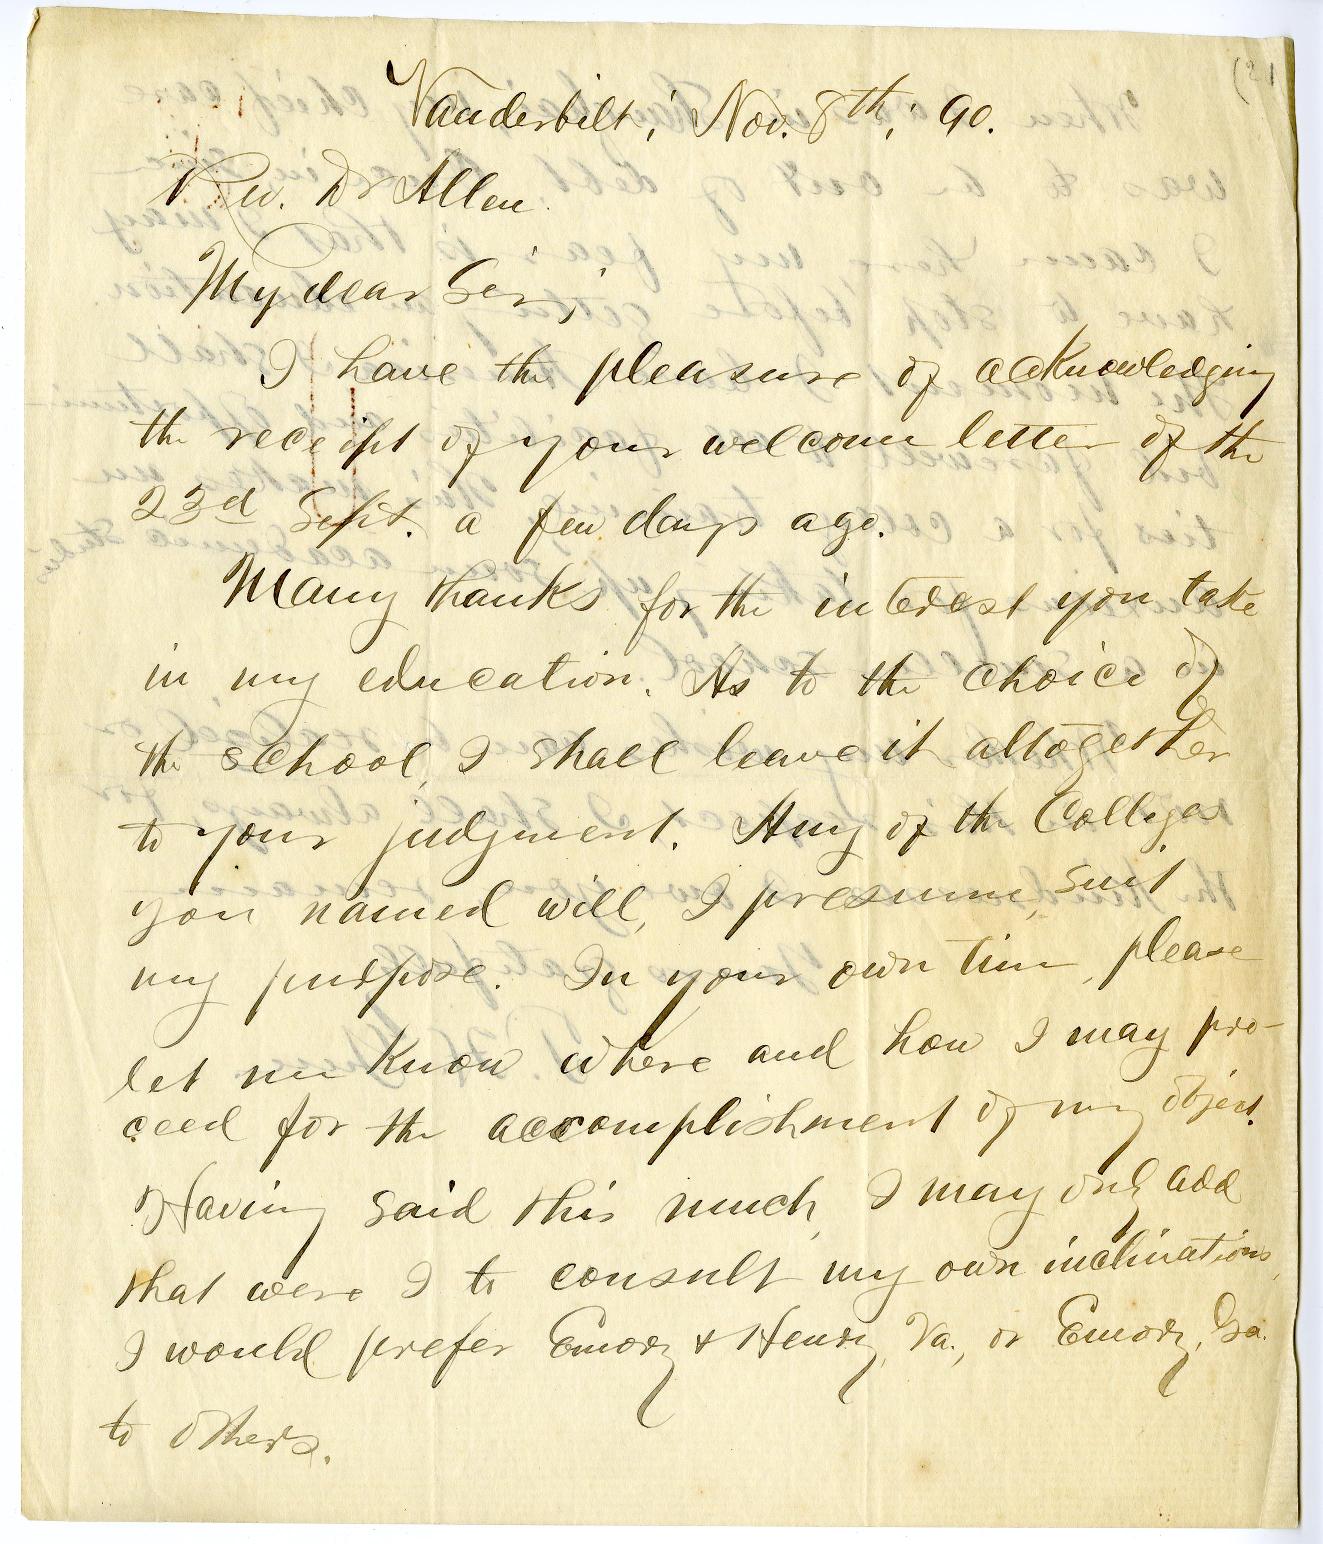 Vanderbilt; Nov. 8th; 90.
Rev. Dr Allen.
My dear Sir;
I have the pleasure of acknowledging
the receipt of your welcome letter of the
23d Sept. a few days ago.
Many thanks for the interest you take
in my education. As to the choice of
the school, I shall leave it altogether
to your judgment. Any of the Colleges
you named will, I presume, suit
my purpose. In your own time, please
let me know where and how I may pro-
ceed for the accomplishment of my object.
Having said this much, I may only add
that were I to consult my own inclinations,
I would prefer Emory & Henry, Va., or Emory, Ga.
to others.